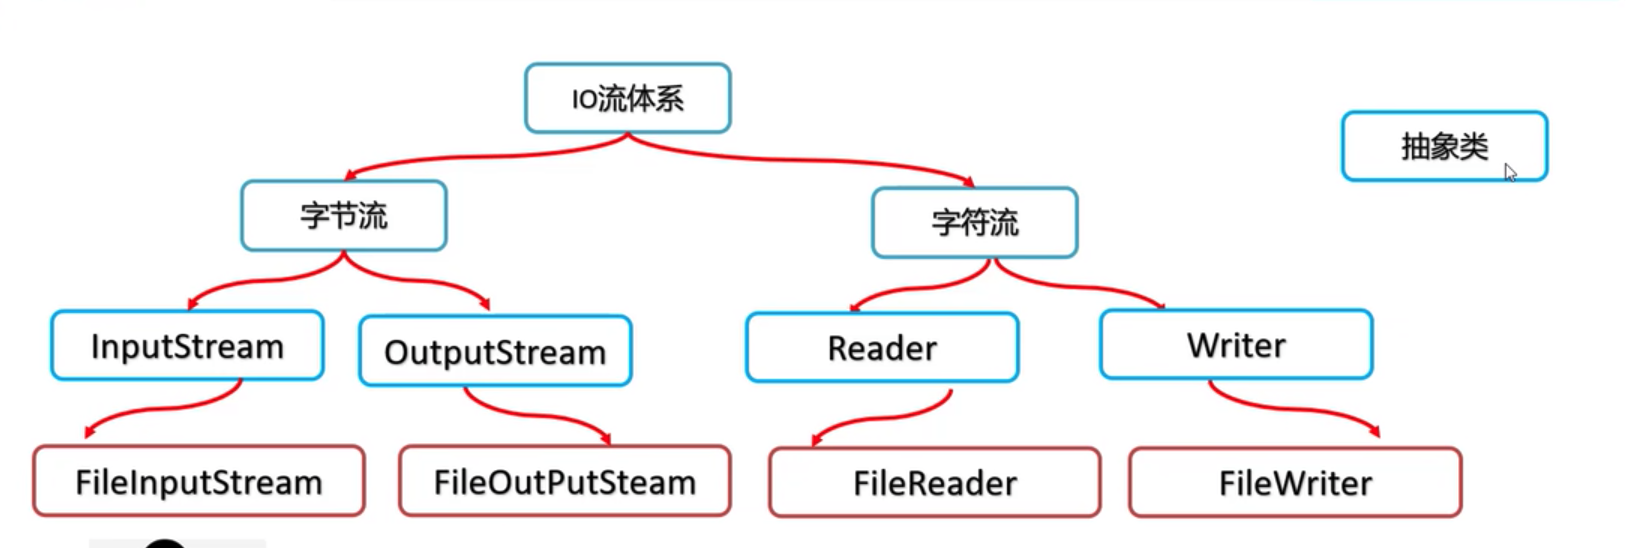 IO流体系
抽象类
字节流
字符流
InputStream
OutputStream
Reader
Writer
FileInputStream
FileOutPutSteam
FileReader
FileWriter